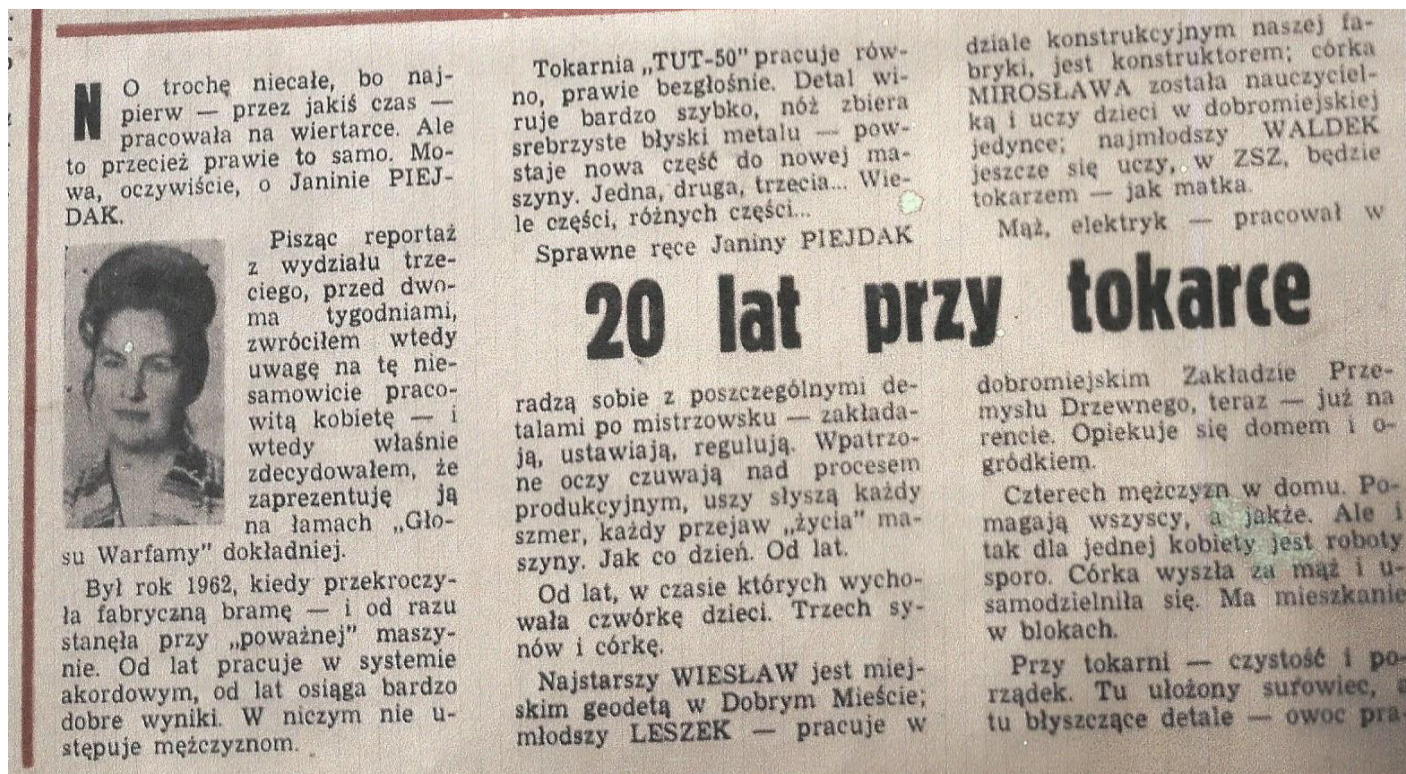 20 lat przy tokarce
NO trochę niecałe, bo naj-
pierw — przez jakiś czas —
pracowała na wiertarce. Ale
to przecież prawie to samo. Mo-
wa, oczywiście, o Janinie PIEJ-
DAK.
Pisząc reportaż
z wydziału trze-
ciego, przed dwo-
ma tygodniami,
zwróciłem wtedy
uwagę na tę nie-
samowicie praco-
witą kobietę — i
wtedy właśnie
zdecydowałem, że
zaprezentuję ją
na łamach „Gło-
su Warfamy" dokładniej.
Był rok 1962, kiedy przekroczy-
ła fabryczną bramę — i od razu
stanęła przy „poważnej" maszy-
nie. Od lat pracuje w systemie
akordowym, od lat osiąga bardzo
dobre wyniki. W niczym nie u-
stępuje mężczyznom.
Tokarnia „TUT-50" pracuje rów-
no, prawie bezgłośnie. Detal wi-
ruje bardzo szybko, nóż zbiera
srebrzyste błyski metalu — pow-
staje nowa część do nowej ma-
szyny. Jedna, druga, trzecia... Wie-
le części, różnych części...
Sprawne ręce Janiny PIEJDAK
radzą sobie z poszczególnymi de-
talami po mistrzowsku — zakłada-
ją, ustawiają, regulują. Wpatrzo-
ne oczy czuwają nad procesem
produkcyjnym, uszy słyszą każdy
szmer, każdy przejaw „życia" ma-
szyny. Jak co dzień. Od lat.
Od lat, w czasie których wycho-
wała czwórkę dzieci. Trzech sy-
nów i córkę.
Najstarszy WIESŁAW jest miej-
skim geodetą w Dobrym Mieście;
młodszy LESZEK — pracuje w
dziale konstrukcyjnym naszej fa-
bryki, jest konstruktorem; córka
MIROSŁAWA została nauczyciel-
ką i uczy dzieci w dobromiejskiej
jedynce; najmłodszy WALDEK
jeszcze się uczy, w ZSZ, będzie
tokarzem — jak matka.
Mąż, elektryk — pracował w
dobromiejskim Zakładzie Prze-
mysłu Drzewnego, teraz — już na
rencie. Opiekuje się domem i o-
gródkiem.
Czterech mężczyzn w domu. Po-
magają wszyscy, a jakże. Ale i
tak dla jednej kobiety jest roboty
sporo. Córka wyszła za mąż i u-
samodzielniła się. Ma mieszkanie
w blokach.
Przy tokarni — czystość i po-
rządek. Tu ułożony surowiec, a
tu błyszczące detale — owoc pra-